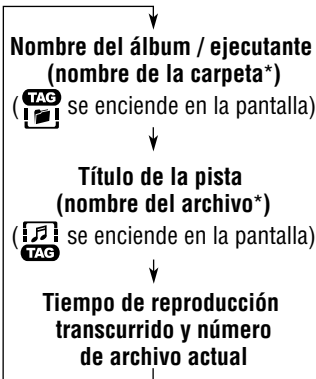 Nombre del álbum / ejecutante
(nombre de la carpeta*)
(TAG se enciende en la pantalla)
Título de la pista
(nombre del archivo*)
(TAG se enciende en la pantalla)
Tiempo de reproducción
transcurrido y número
de archivo actual